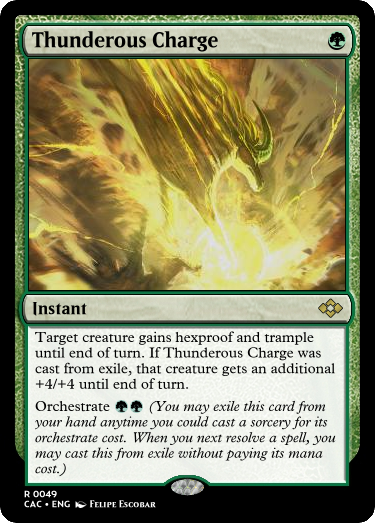 Thunderous Charge
Instant
Target creature gains hexproof and trample
until end of turn. If Thunderous Charge was
cast from exile, that creature gets an additional
+4/+4 until end of turn.
Orchestrate (You may exile this card from
your hand anytime you could cast a sorcery for its
orchestrate cost. When you next resolve a spell, you
may cast this from exile without paying its mana
cost.)
R 0049
CAC • ENG Felipe Escobar